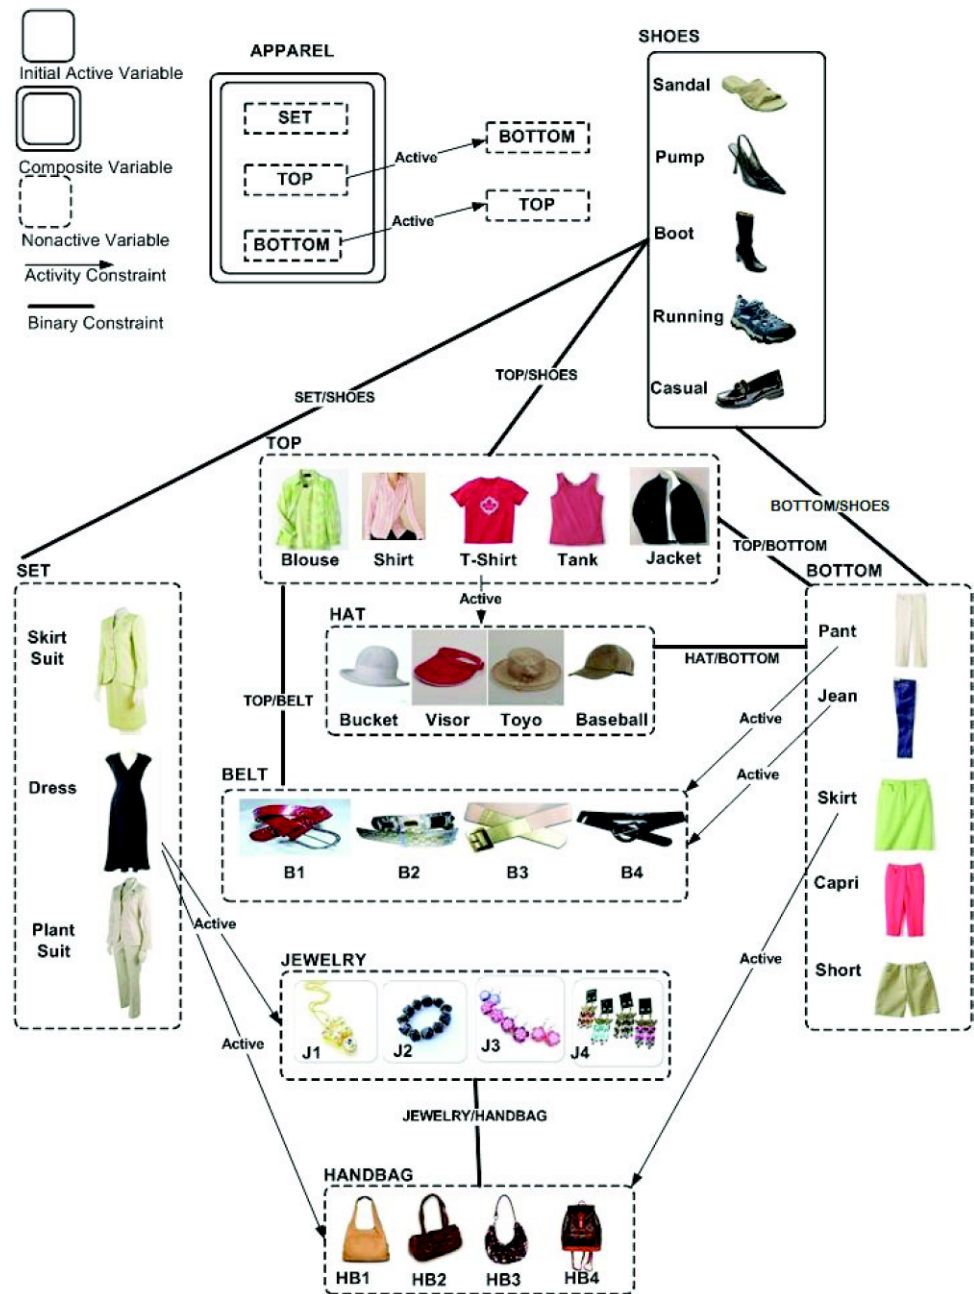 Initial Active Variable
Composite Variable
Nonactive Variable
Activity Constraint
Binary Constraint
APPAREL
SET
TOP
BOTTOM
Active
BOTTOM
Active
TOP
SHOES
Sandal
Pump
Boot
Running
Casual
SET/SHOES
TOP/SHOES
BOTTOM/SHOES
TOP
Blouse
Shirt
T-Shirt
Tank
Jacket
TOP/BOTTOM
SET
Skirt
Suit
Dress
Plant
Suit
Active
HAT
Bucket
Visor
Toyo
Baseball
HAT/BOTTOM
BOTTOM
Pant
Jean
Skirt
Capri
Short
TOP/BELT
Active
Active
BELT
B1
B2
B3
B4
Active
Active
Active
JEWELRY
J1
J2
J3
J4
JEWELRY/HANDBAG
HANDBAG
HB1
HB2
HB3
HB4